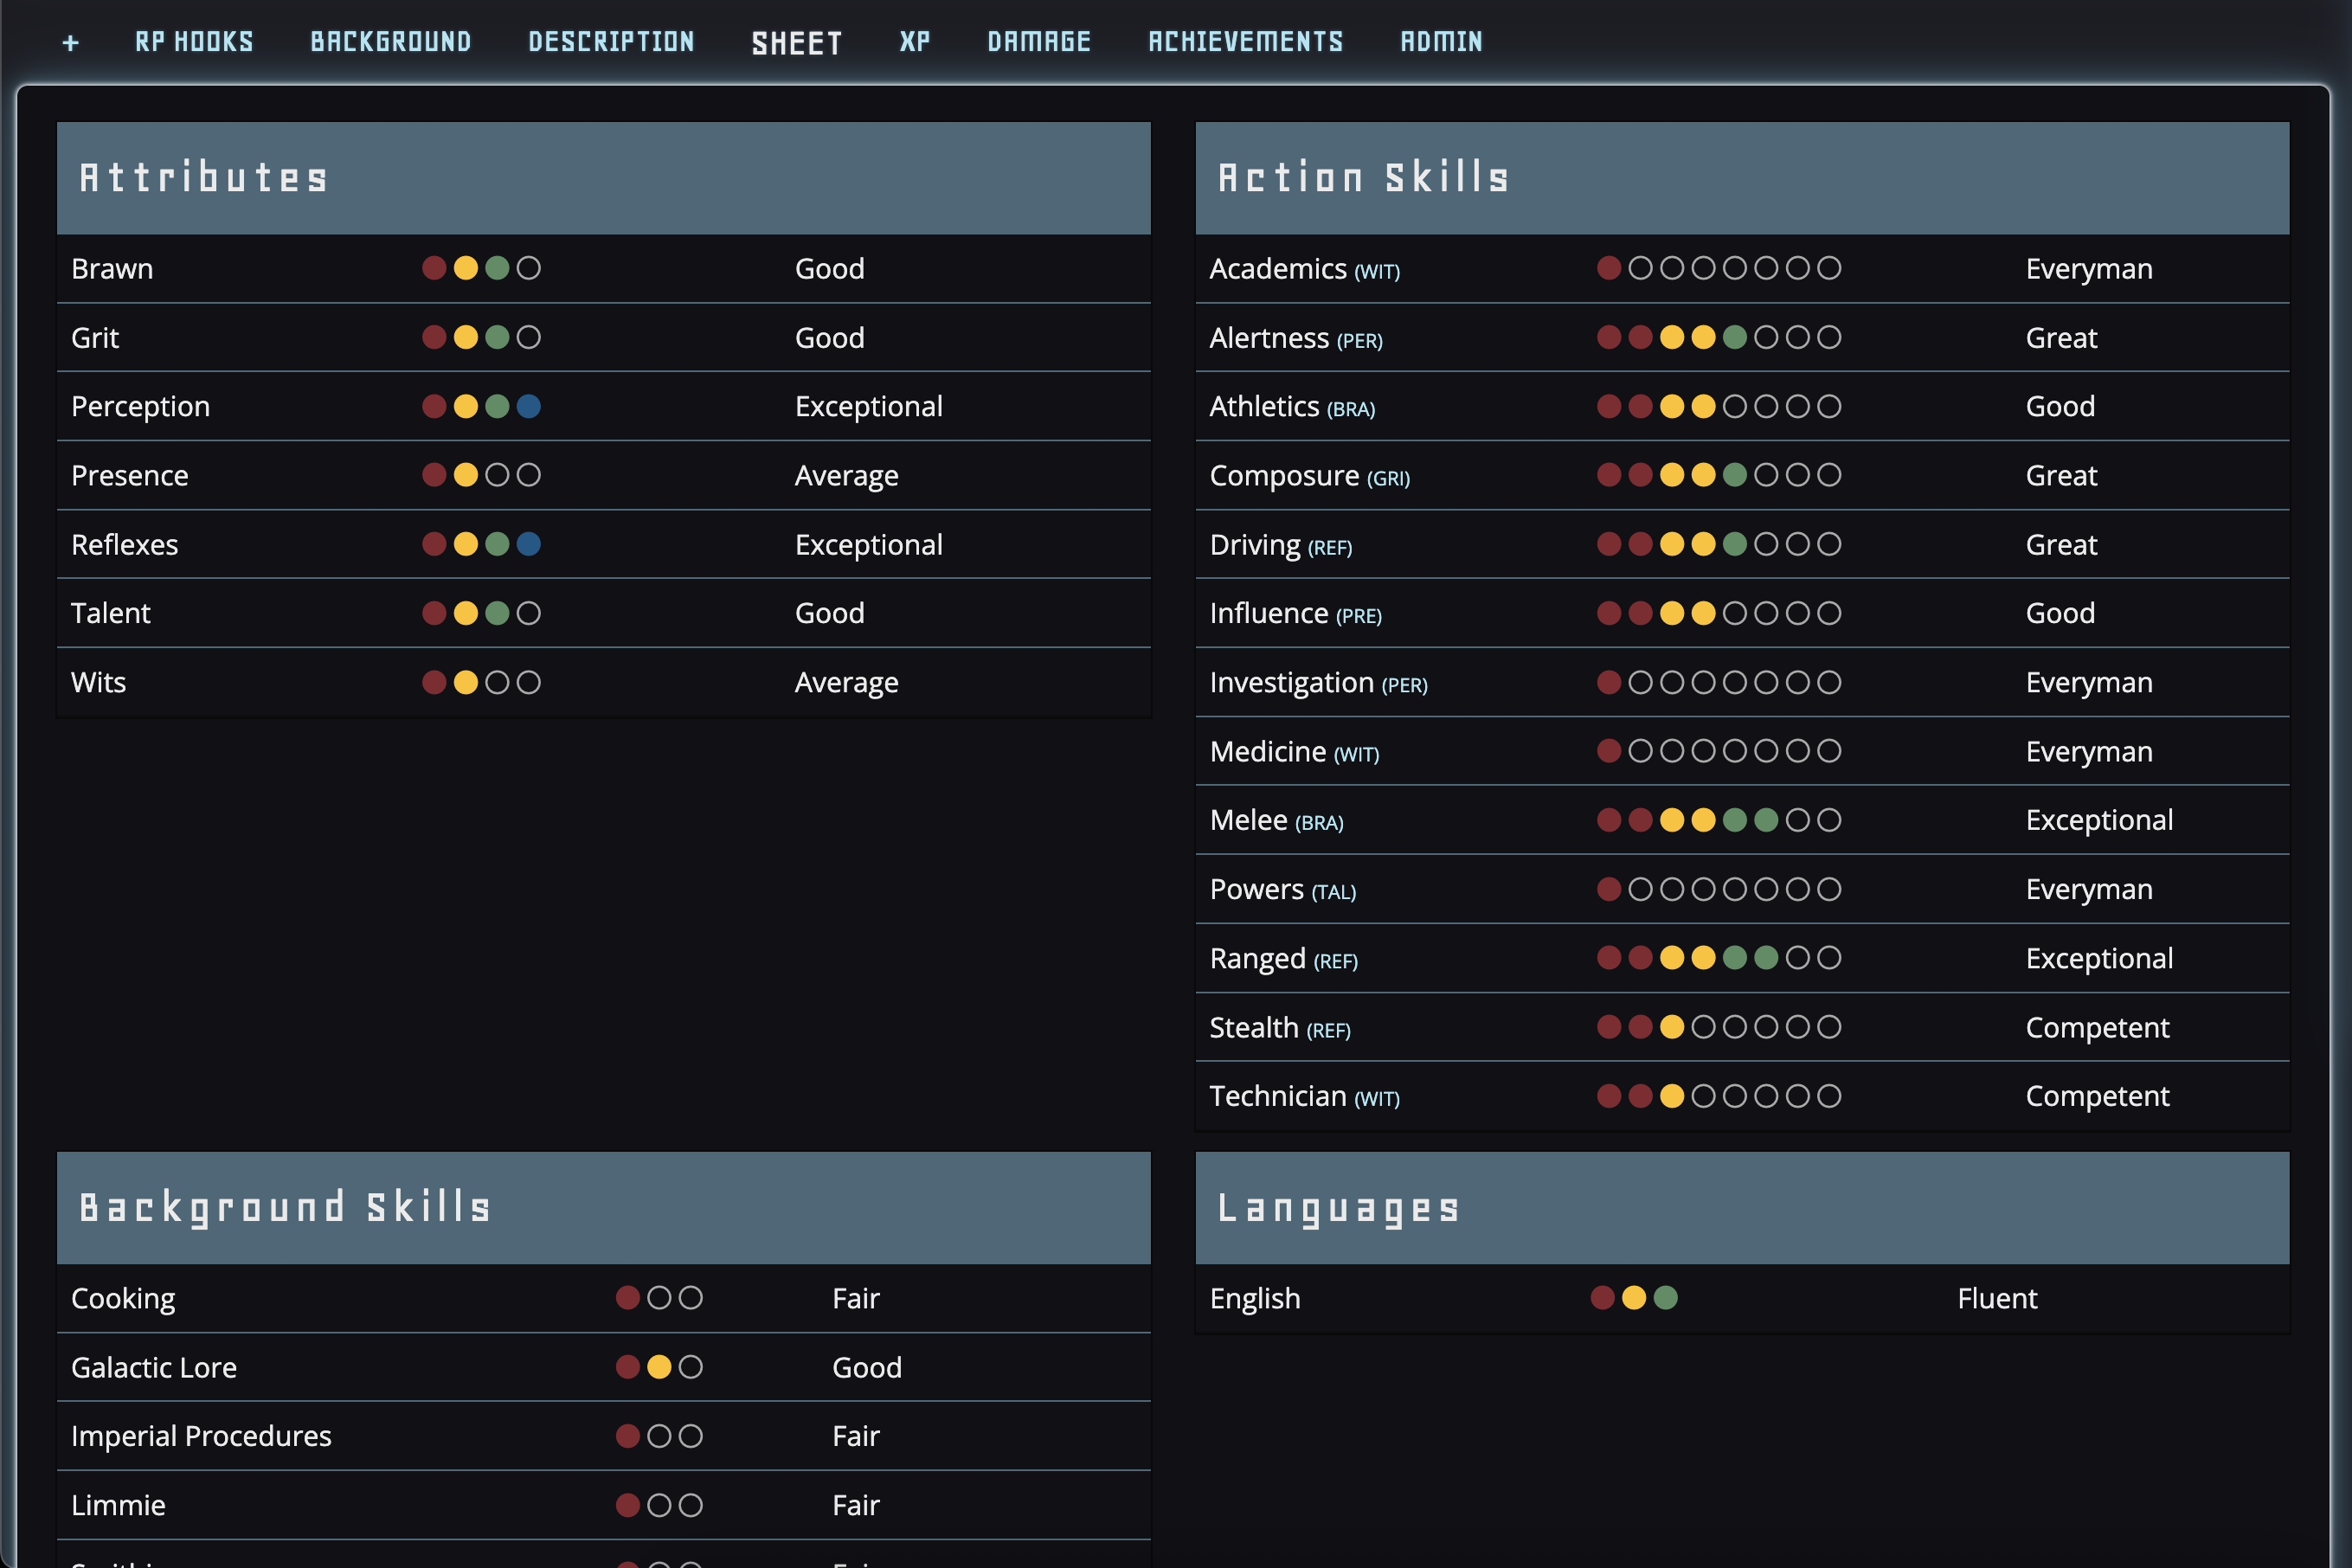 + RP HOOKS BACKGROUND DESCRIPTION SHEET XP DAMAGE ACHIEVEMENTS ADMIN
Attributes
Brawn Good
Grit Good
Perception Exceptional
Presence Average
Reflexes Exceptional
Talent Good
Wits Average
Action Skills
Academics (WIT) Everyman
Alertness (PER) Great
Athletics (BRA) Good
Composure (GRI) Great
Driving (REF) Great
Influence (PRE) Good
Investigation (PER) Everyman
Medicine (WIT) Everyman
Melee (BRA) Exceptional
Powers (TAL) Everyman
Ranged (REF) Exceptional
Stealth (REF) Competent
Technician (WIT) Competent
Background Skills
Cooking Fair
Galactic Lore Good
Imperial Procedures Fair
Limmie Fair
Languages
English Fluent